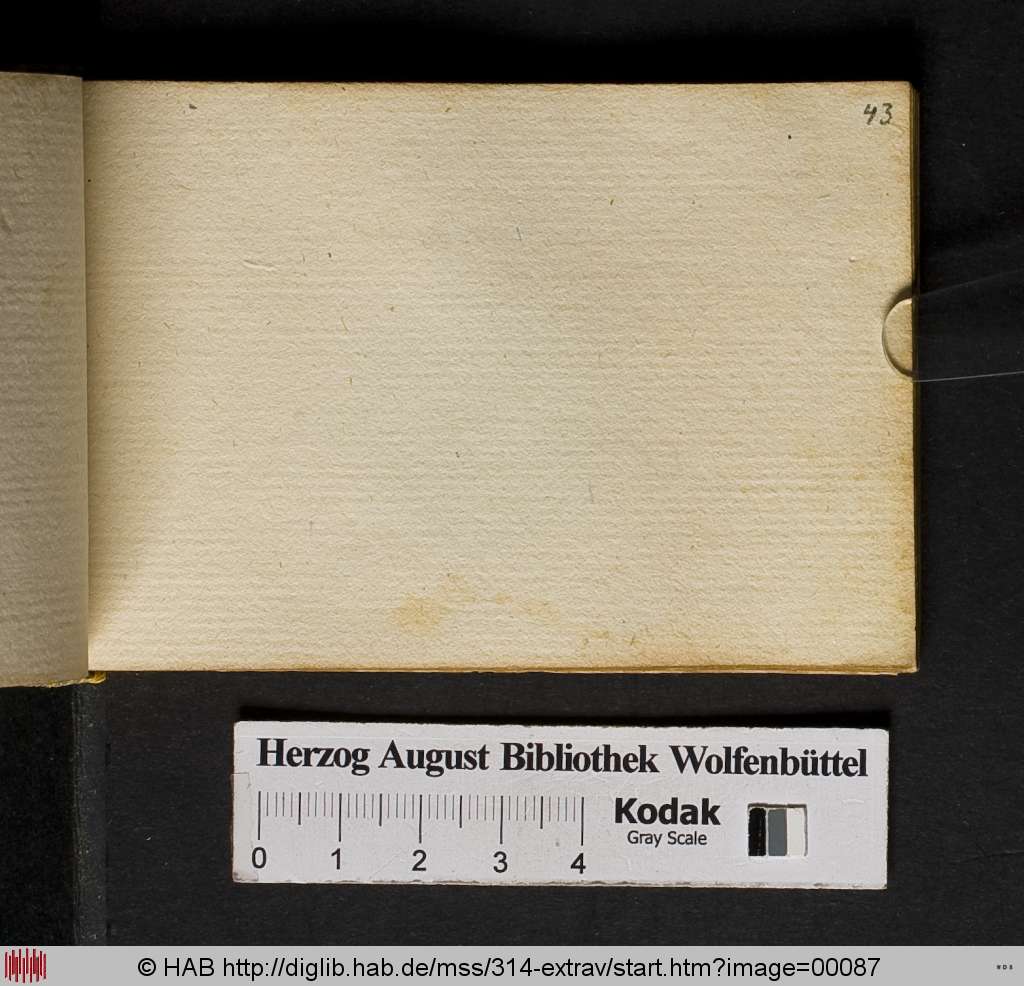 43
Herzog August Bibliothek Wolfenbüttel
Kodak
Gray Scale
0 1 2 3 4
© HAB http://diglib.hab.de/mss/314-extrav/start.htm?image=00087
WDB